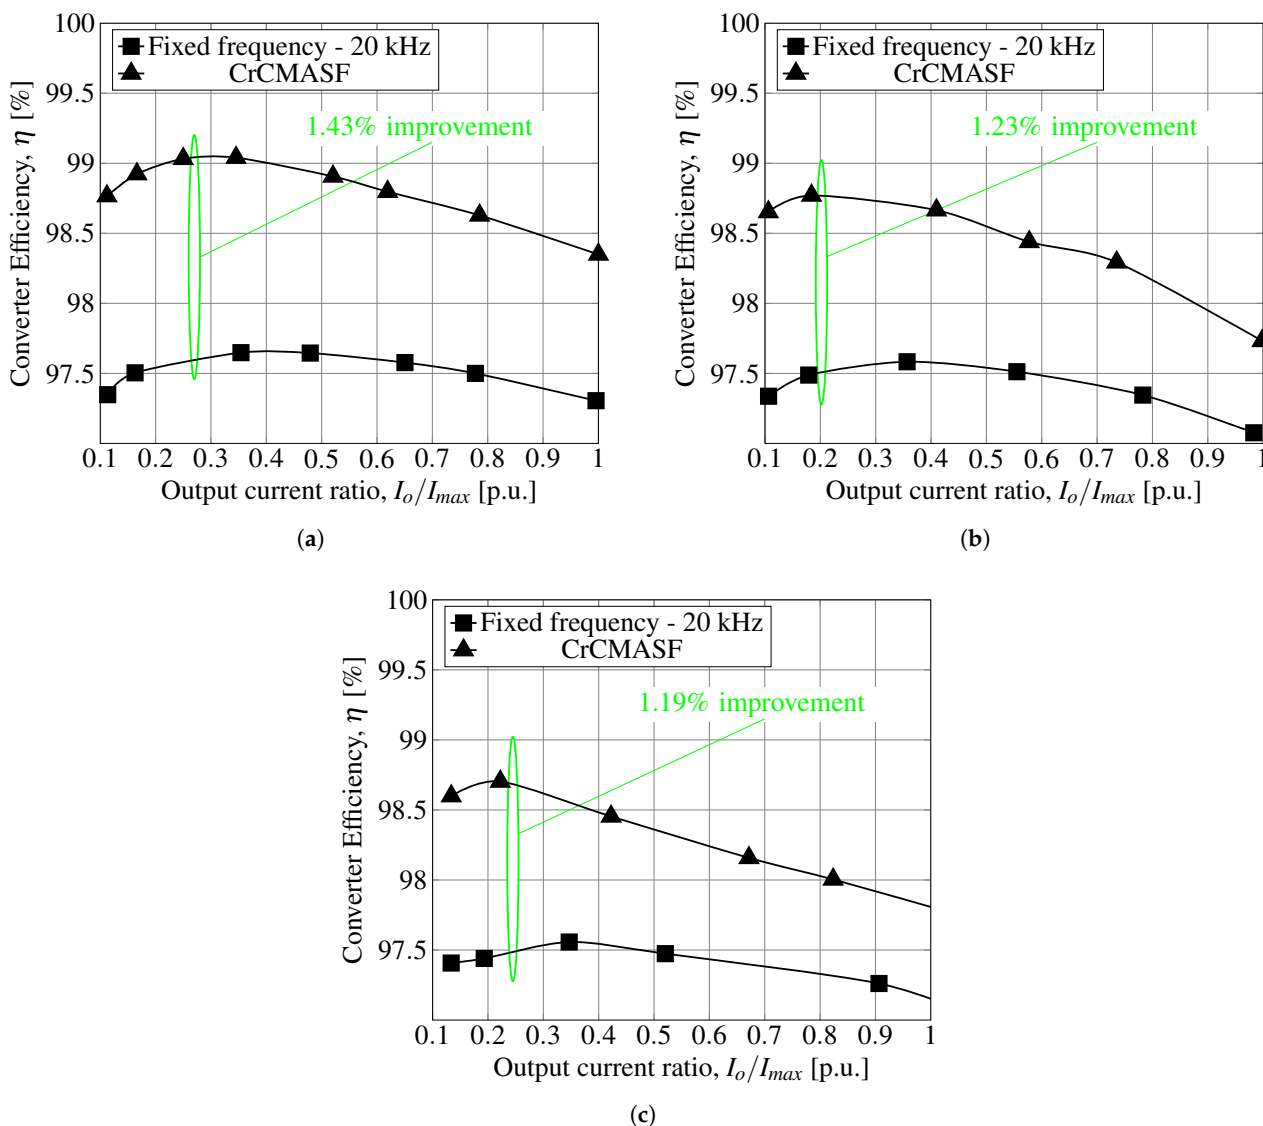 100
99.5
99
98.5
98
97.5
Converter Efficiency, η [%]
Fixed frequency - 20 kHz
CrCMASF
1.43% improvement
0.1 0.2 0.3 0.4 0.5 0.6 0.7 0.8 0.9 1
Output current ratio, I_o/I_max [p.u.]
(a)
100
99.5
99
98.5
98
97.5
Converter Efficiency, η [%]
Fixed frequency - 20 kHz
CrCMASF
1.23% improvement
0.1 0.2 0.3 0.4 0.5 0.6 0.7 0.8 0.9 1
Output current ratio, I_o/I_max [p.u.]
(b)
100
99.5
99
98.5
98
97.5
Converter Efficiency, η [%]
Fixed frequency - 20 kHz
CrCMASF
1.19% improvement
0.1 0.2 0.3 0.4 0.5 0.6 0.7 0.8 0.9 1
Output current ratio, I_o/I_max [p.u.]
(c)